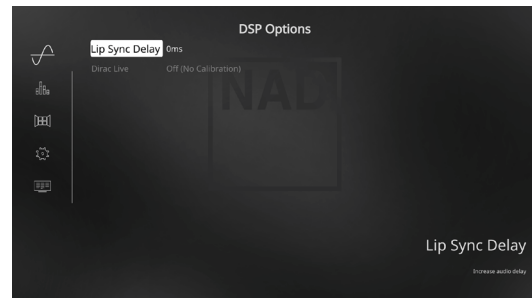 DSP Options
Lip Sync Delay 0ms
Dirac Live Off (No Calibration)
NAD
Lip Sync Delay
Increase audio delay